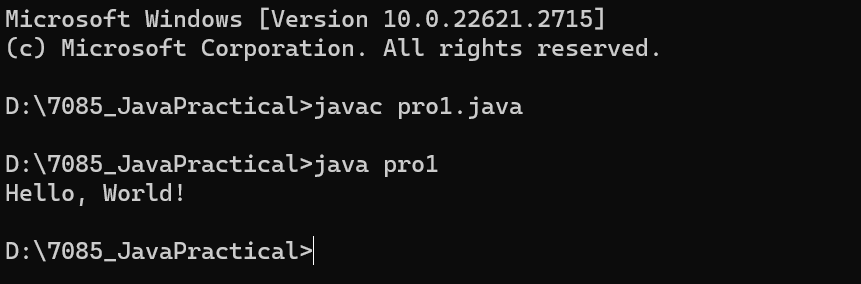 Microsoft Windows [Version 10.0.22621.2715]
(c) Microsoft Corporation. All rights reserved.
D:\7085_JavaPractical>javac pro1.java
D:\7085_JavaPractical>java pro1
Hello, World!
D:\7085_JavaPractical>